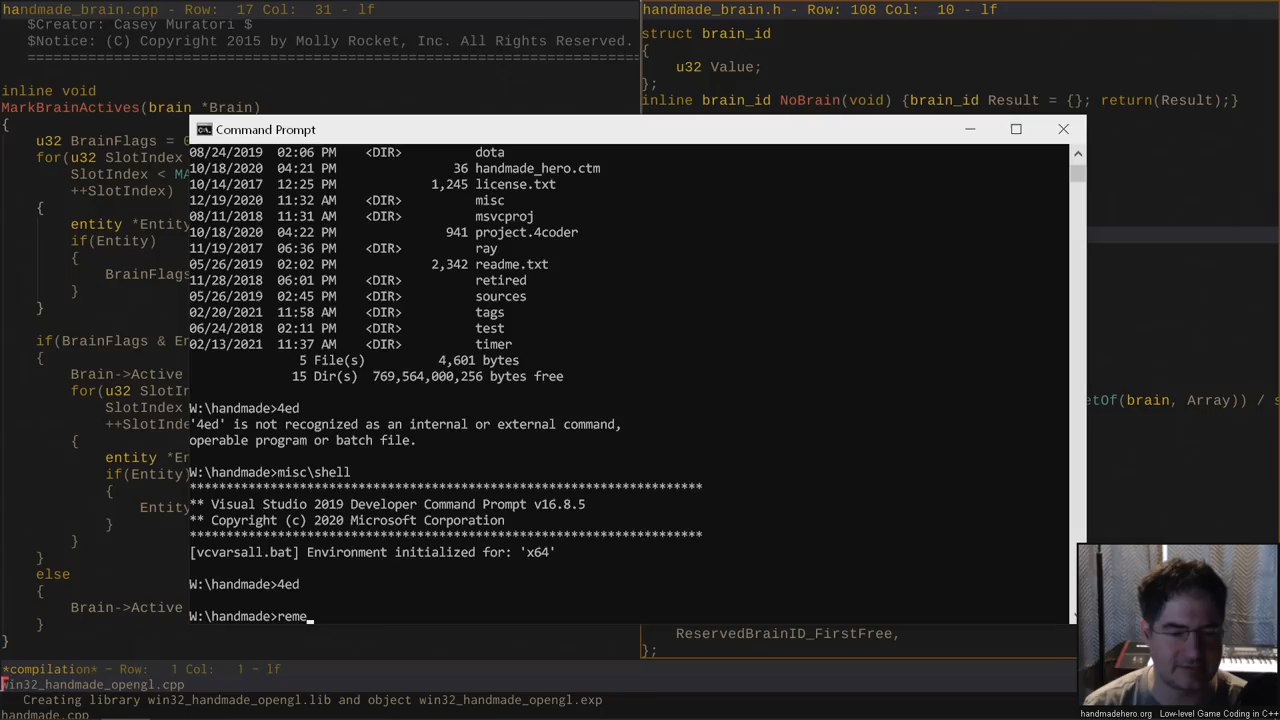 handmade_brain.cpp - Row: 17 Col: 31 - lf
$Creator: Casey Muratori $
$Notice: (C) Copyright 2015 by Molly Rocket, Inc. All Rights Reserved.
========================================================================
inline void
MarkBrainActives(brain *Brain)
{
u32 BrainFlags = 
for(u32 SlotIndex
SlotIndex < MA
++SlotIndex)
{
entity *Entity
if(Entity)
{
BrainFlags
}
}
if(BrainFlags & En
{
Brain->Active
for(u32 SlotIn
SlotIndex
++SlotInde
{
entity *En
if(Entity)
{
Entity
}
}
}
else
{
Brain->Active
}
}
handmade_brain.h - Row: 108 Col: 10 - lf
struct brain_id
{
u32 Value;
};
inline brain_id NoBrain(void) {brain_id Result = {}; return(Result);}
etOf(brain, Array)) / s
ReservedBrainID_FirstFree,
};
Command Prompt
08/24/2019 02:06 PM <DIR> dota
10/18/2020 04:21 PM 36 handmade_hero.ctm
10/14/2017 12:25 PM 1,245 license.txt
12/19/2020 11:32 AM <DIR> misc
08/11/2018 11:31 AM <DIR> msvcproj
10/18/2020 04:22 PM 941 project.4coder
11/19/2017 06:36 PM <DIR> ray
05/26/2019 02:02 PM 2,342 readme.txt
11/28/2018 06:01 PM <DIR> retired
05/26/2019 02:45 PM <DIR> sources
02/20/2021 11:58 AM <DIR> tags
06/24/2018 02:11 PM <DIR> test
02/13/2021 11:37 AM <DIR> timer
5 File(s) 4,601 bytes
15 Dir(s) 769,564,000,256 bytes free
W:\handmade>4ed
'4ed' is not recognized as an internal or external command,
operable program or batch file.
W:\handmade>misc\shell
**********************************************************************
** Visual Studio 2019 Developer Command Prompt v16.8.5
** Copyright (c) 2020 Microsoft Corporation
**********************************************************************
[vcvarsall.bat] Environment initialized for: 'x64'
W:\handmade>4ed
W:\handmade>reme
*compilation* - Row: 1 Col: 1 - lf
win32_handmade_opengl.cpp
Creating library win32_handmade_opengl.lib and object win32_handmade_opengl.exp
handmade.cpp
handmadehero.org Low-level Game Coding in C++